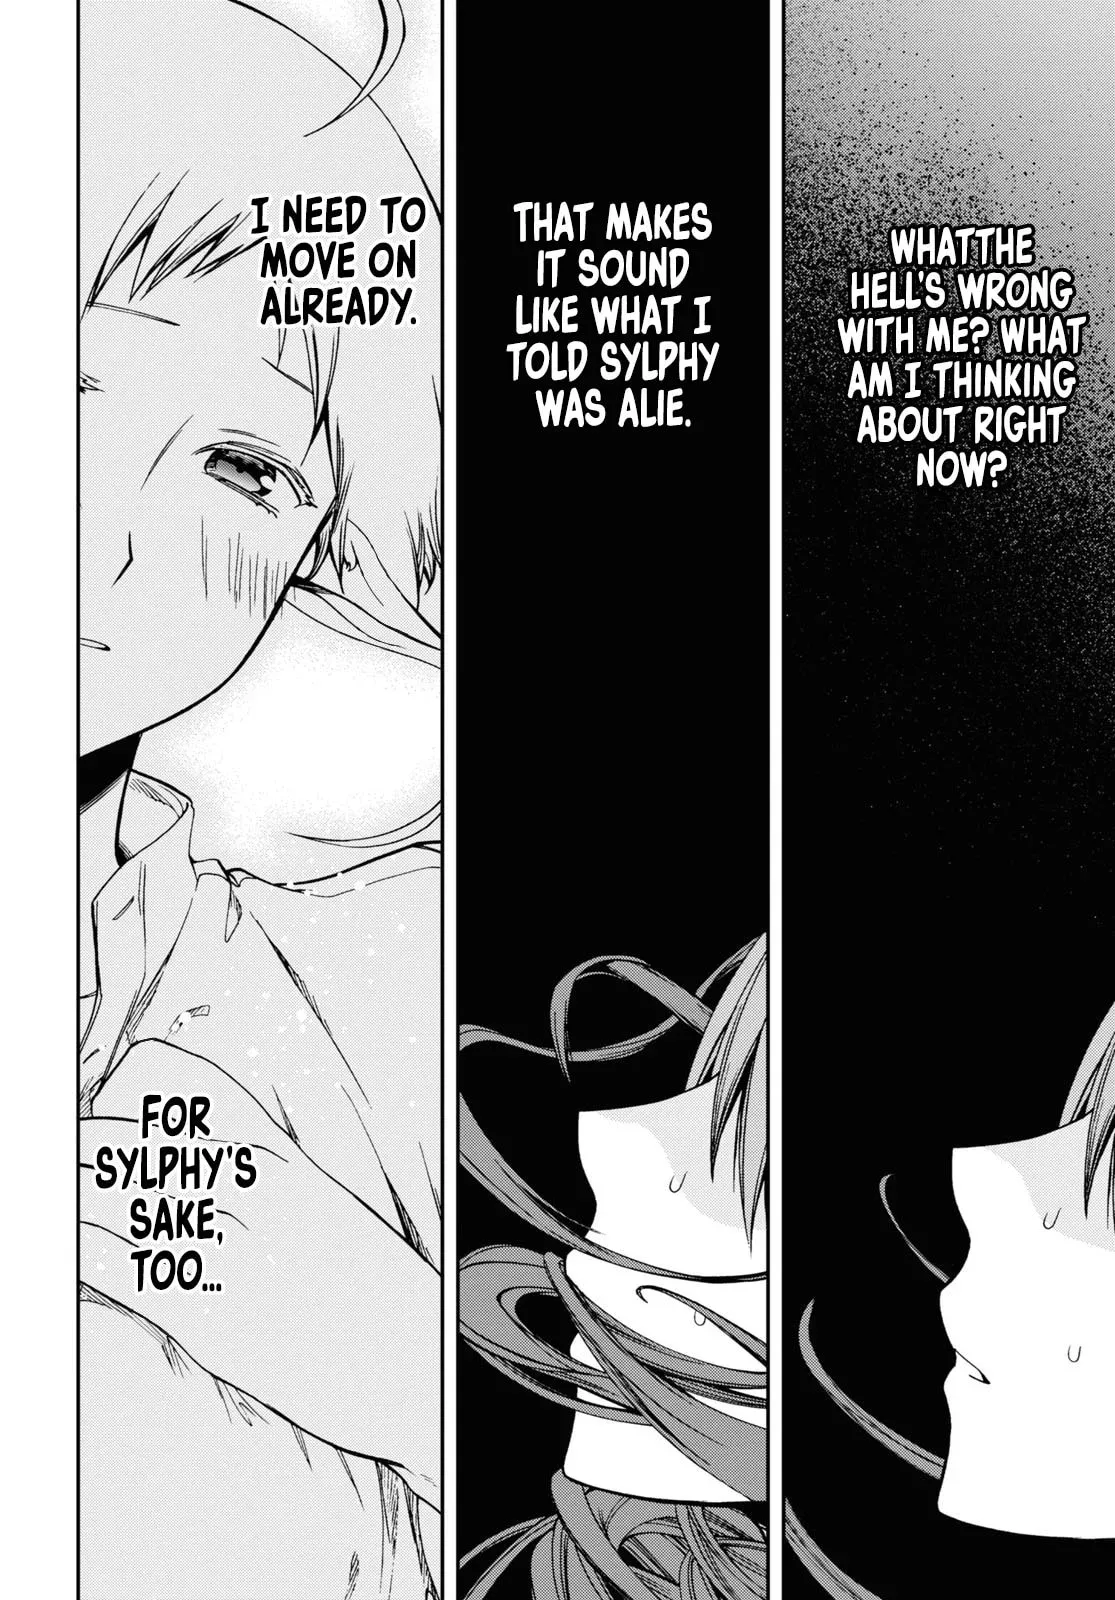 WHATTHE
HELL'S WRONG
WITH ME? WHAT
AM I THINKING
ABOUT RIGHT
NOW?
THAT MAKES
IT SOUND
LIKE WHAT I
TOLD SYLPHY
WAS ALIE.
I NEED TO
MOVE ON
ALREADY.
FOR
SYLPHY'S
SAKE,
TOO...